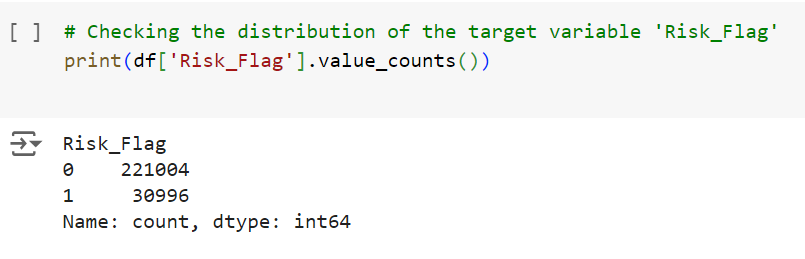 [ ] # Checking the distribution of the target variable 'Risk_Flag'
print(df['Risk_Flag'].value_counts())
Risk_Flag
0    221004
1     30996
Name: count, dtype: int64